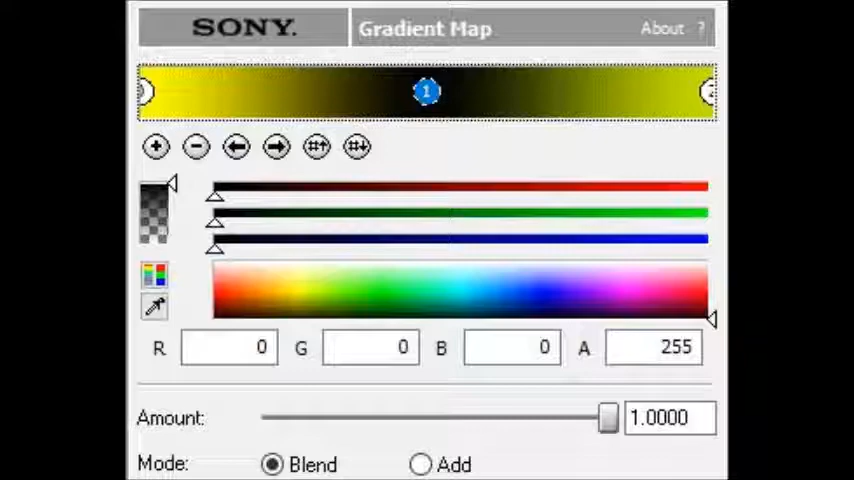 SONY. Gradient Map About ?
1
R 0 G 0 B 0 A 255
Amount: 1.0000
Mode: Blend Add